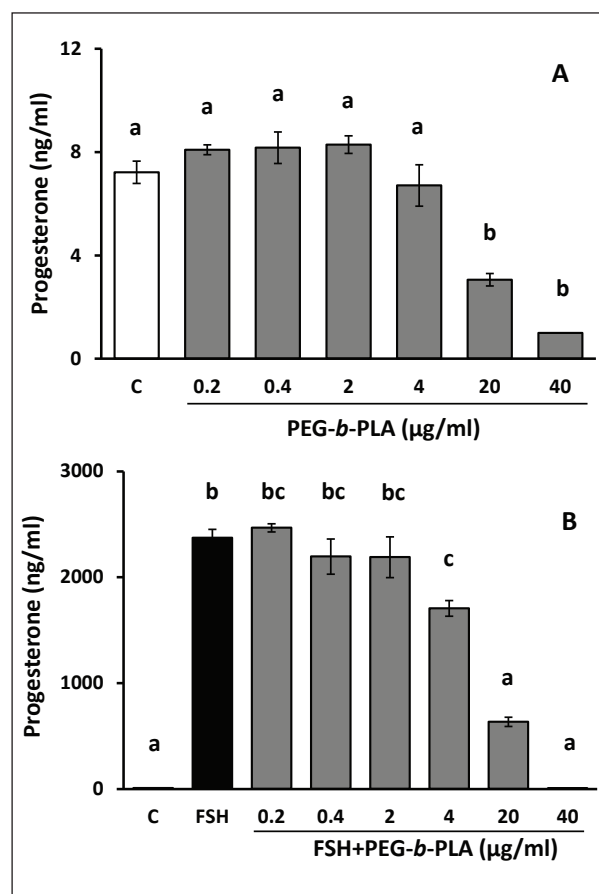 A
12
8
4
0
Progesterone (ng/ml)
a
a
a
a
a
b
b
C
0.2
0.4
2
4
20
40
PEG-b-PLA (µg/ml)
B
3000
2000
1000
0
Progesterone (ng/ml)
a
b
bc
bc
bc
c
a
a
C
FSH
0.2
0.4
2
4
20
40
FSH+PEG-b-PLA (µg/ml)